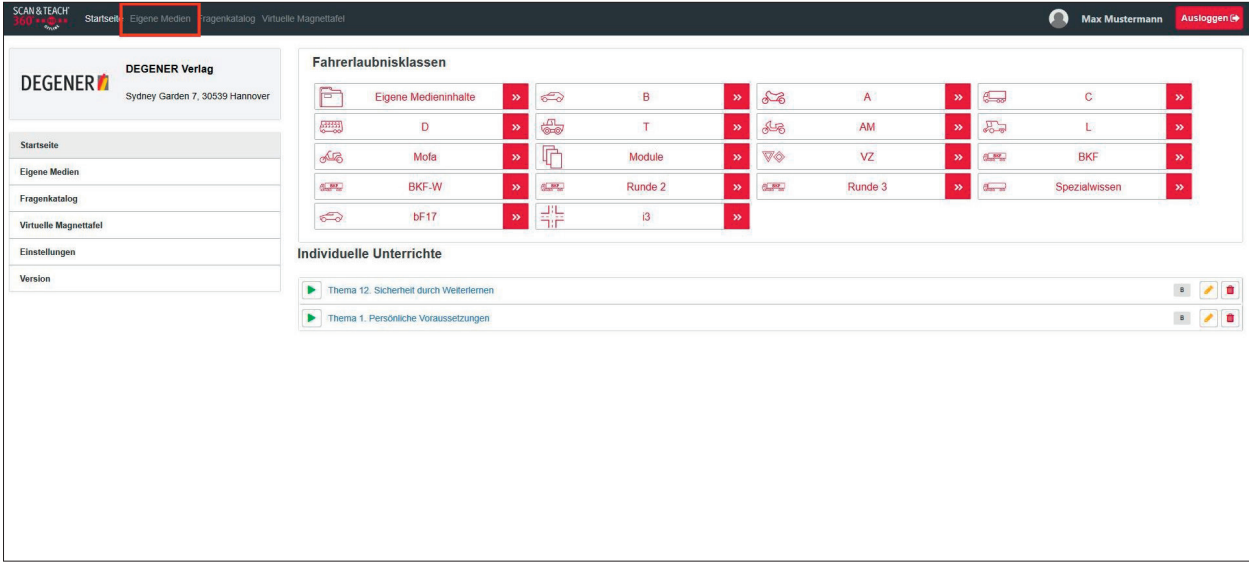 SCAN & TEACH
360°
Startseite Eigene Medien Fragenkatalog Virtuelle Magnettafel
Max Mustermann
Ausloggen
DEGENER
DEGENER Verlag
Sydney Garden 7, 30539 Hannover
Startseite
Eigene Medien
Fragenkatalog
Virtuelle Magnettafel
Einstellungen
Version
Fahrerlaubnisklassen
Eigene Medieninhalte B A C
D T AM L
Mofa Module VZ BKF
BKF-W Runde 2 Runde 3 Spezialwissen
bF17 i3
Individuelle Unterrichte
Thema 12. Sicherheit durch Weiterlernen B
Thema 1. Persönliche Voraussetzungen B